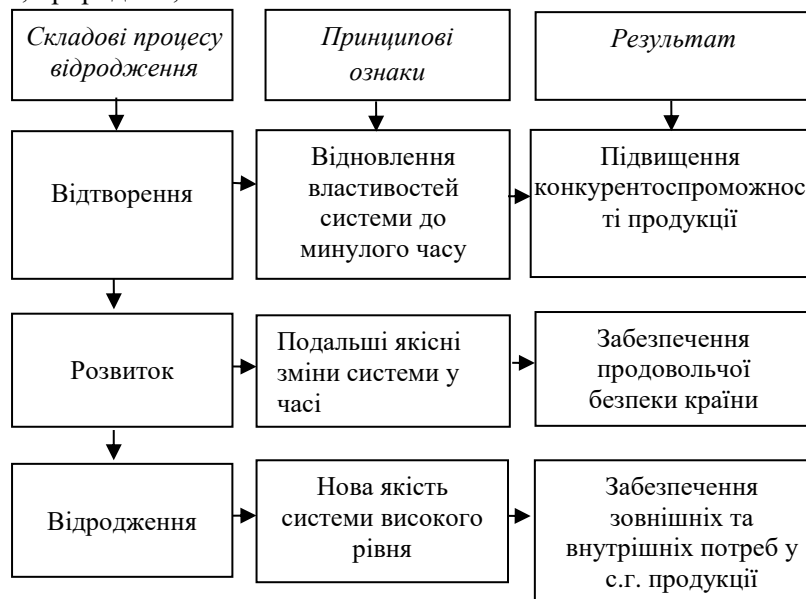 Складові процесу
відродження
Принципові
ознаки
Результат
Відтворення
Відновлення
властивостей
системи до
минулого часу
Підвищення
конкурентоспроможнос
ті продукції
Розвиток
Подальші якісні
зміни системи у
часі
Забезпечення
продовольчої
безпеки країни
Відродження
Нова якість
системи високого
рівня
Забезпечення
зовнішніх та
внутрішніх потреб у
с.г. продукції